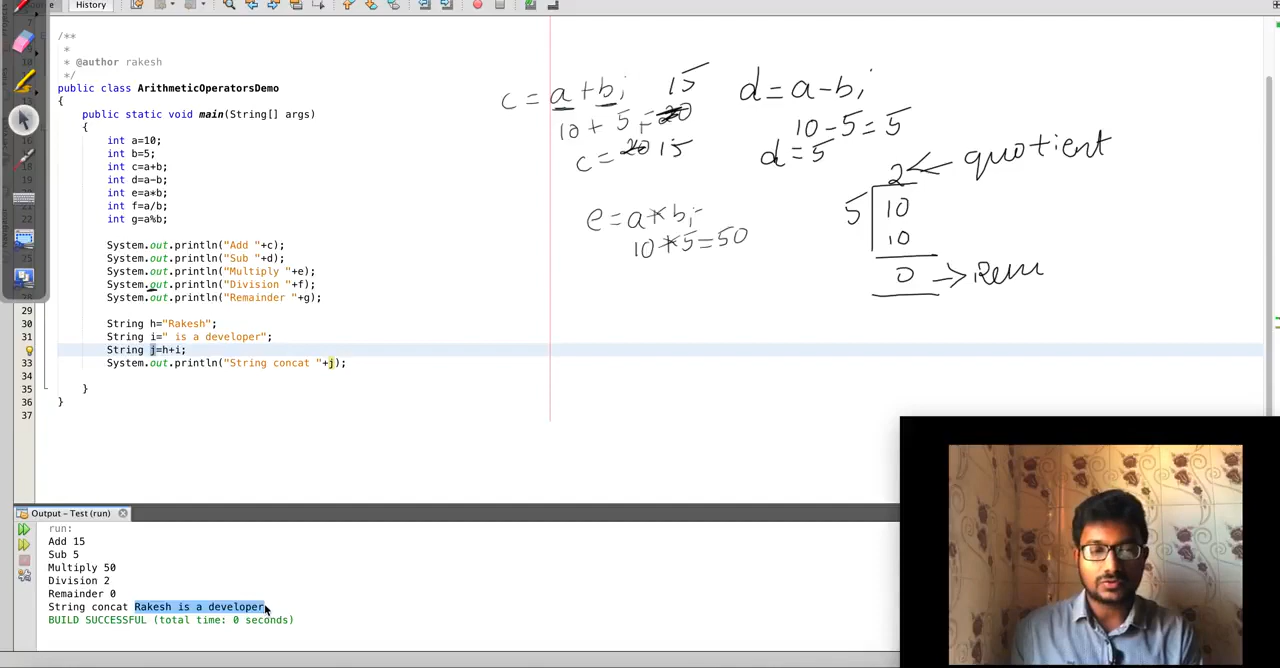 History
/**
*
* @author rakesh
*/
public class ArithmeticOperatorsDemo
{
public static void main(String[] args)
{
int a=10;
int b=5;
int c=a+b;
int d=a-b;
int e=a*b;
int f=a/b;
int g=a%b;
System.out.println("Add "+c);
System.out.println("Sub "+d);
System.out.println("Multiply "+e);
System.out.println("Division "+f);
System.out.println("Remainder "+g);
29
30 String h="Rakesh";
31 String i=" is a developer";
String j=h+i;
33 System.out.println("String concat "+j);
34
35 }
36 }
37
c=a+b; 15
10+5=20
c=20 15
d=a-b;
10-5=5
d=5
e=a*b;
10*5=50
2 quotient
5 10
10
0 Rem
Output - Test (run)
run:
Add 15
Sub 5
Multiply 50
Division 2
Remainder 0
String concat Rakesh is a developer
BUILD SUCCESSFUL (total time: 0 seconds)